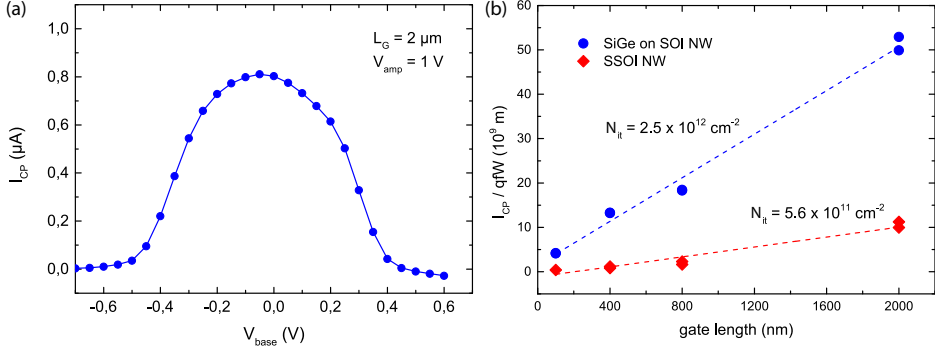 (a)
1,0
0,8
0,6
0,4
0,2
0,0
I_CP (µA)
L_G = 2 µm
V_amp = 1 V
-0,6 -0,4 -0,2 0,0 0,2 0,4 0,6
V_base (V)
(b)
60
50
40
30
20
10
0
I_CP / qfW (10^9 m)
SiGe on SOI NW
SSOI NW
N_it = 2.5 x 10^12 cm^-2
N_it = 5.6 x 10^11 cm^-2
0 400 800 1200 1600 2000
gate length (nm)